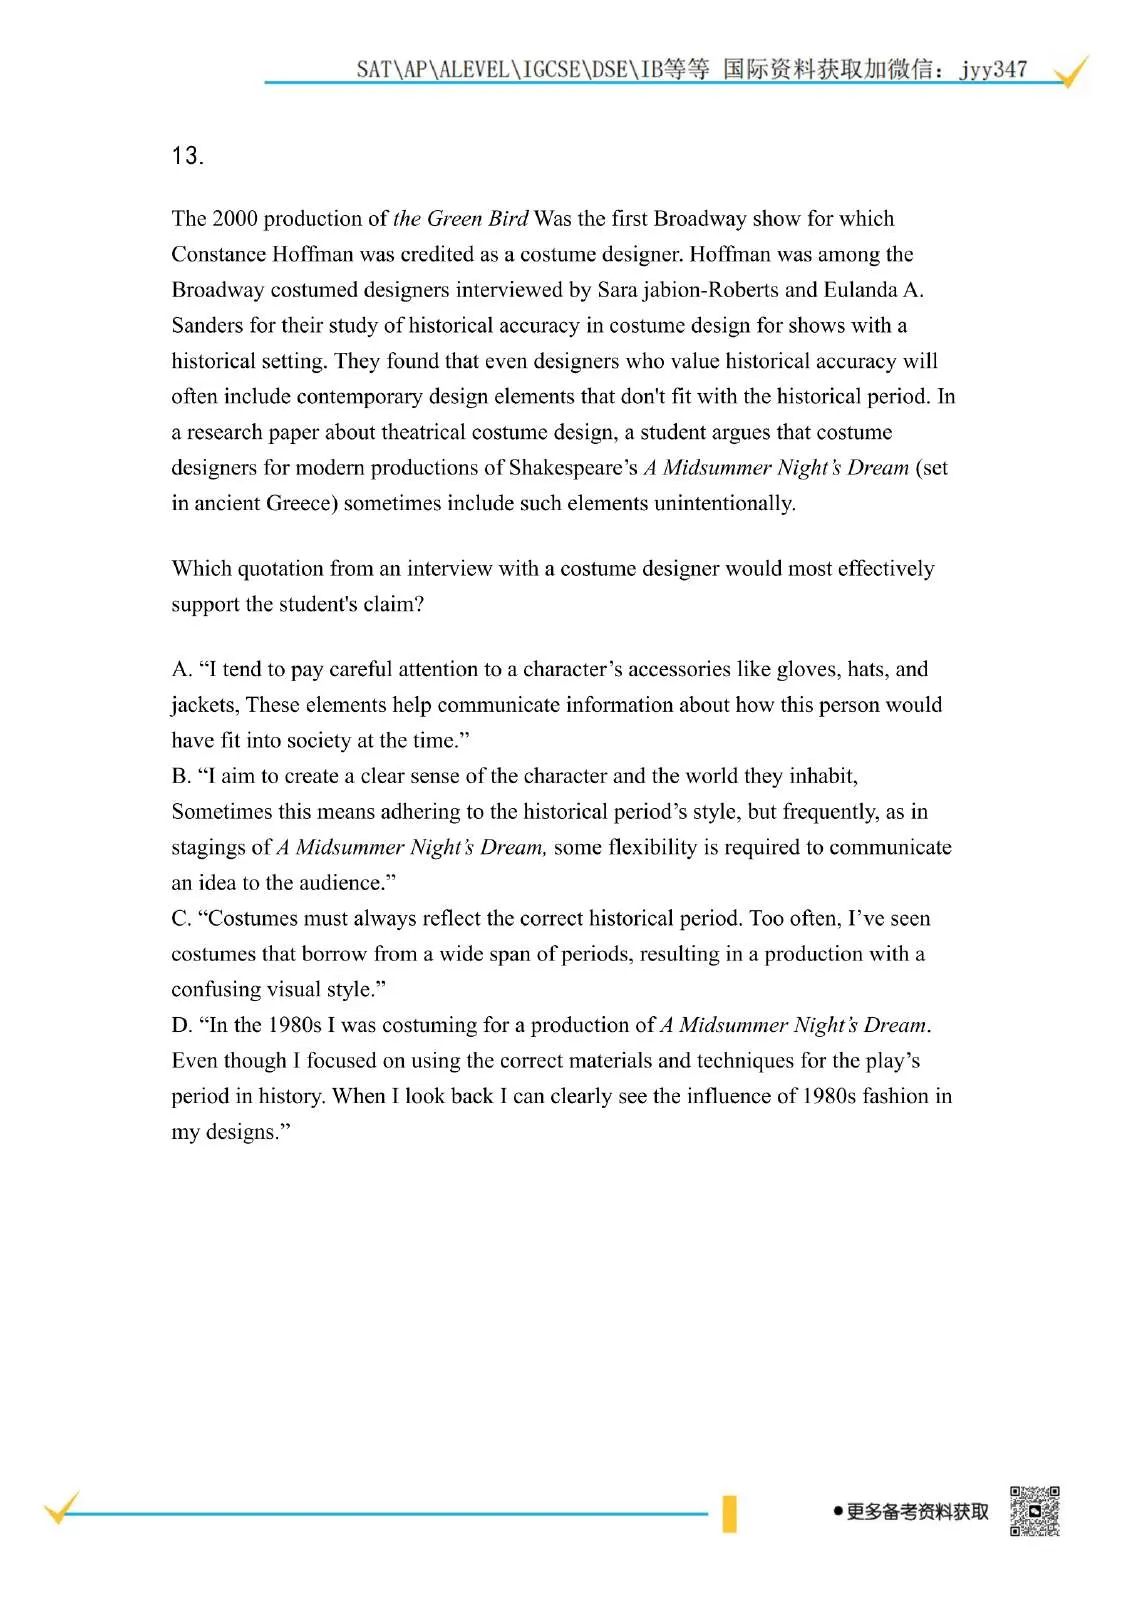 SAT\AP\ALEVEL\IGCSE\DSE\IB等等 国际资料获取加微信：jyy347
13.
The 2000 production of the Green Bird Was the first Broadway show for which
Constance Hoffman was credited as a costume designer. Hoffman was among the
Broadway costumed designers interviewed by Sara jabion-Roberts and Eulanda A.
Sanders for their study of historical accuracy in costume design for shows with a
historical setting. They found that even designers who value historical accuracy will
often include contemporary design elements that don't fit with the historical period. In
a research paper about theatrical costume design, a student argues that costume
designers for modern productions of Shakespeare’s A Midsummer Night’s Dream (set
in ancient Greece) sometimes include such elements unintentionally.
Which quotation from an interview with a costume designer would most effectively
support the student's claim?
A. “I tend to pay careful attention to a character’s accessories like gloves, hats, and
jackets, These elements help communicate information about how this person would
have fit into society at the time.”
B. “I aim to create a clear sense of the character and the world they inhabit,
Sometimes this means adhering to the historical period’s style, but frequently, as in
stagings of A Midsummer Night’s Dream, some flexibility is required to communicate
an idea to the audience.”
C. “Costumes must always reflect the correct historical period. Too often, I’ve seen
costumes that borrow from a wide span of periods, resulting in a production with a
confusing visual style.”
D. “In the 1980s I was costuming for a production of A Midsummer Night’s Dream.
Even though I focused on using the correct materials and techniques for the play’s
period in history. When I look back I can clearly see the influence of 1980s fashion in
my designs.”
●更多备考资料获取